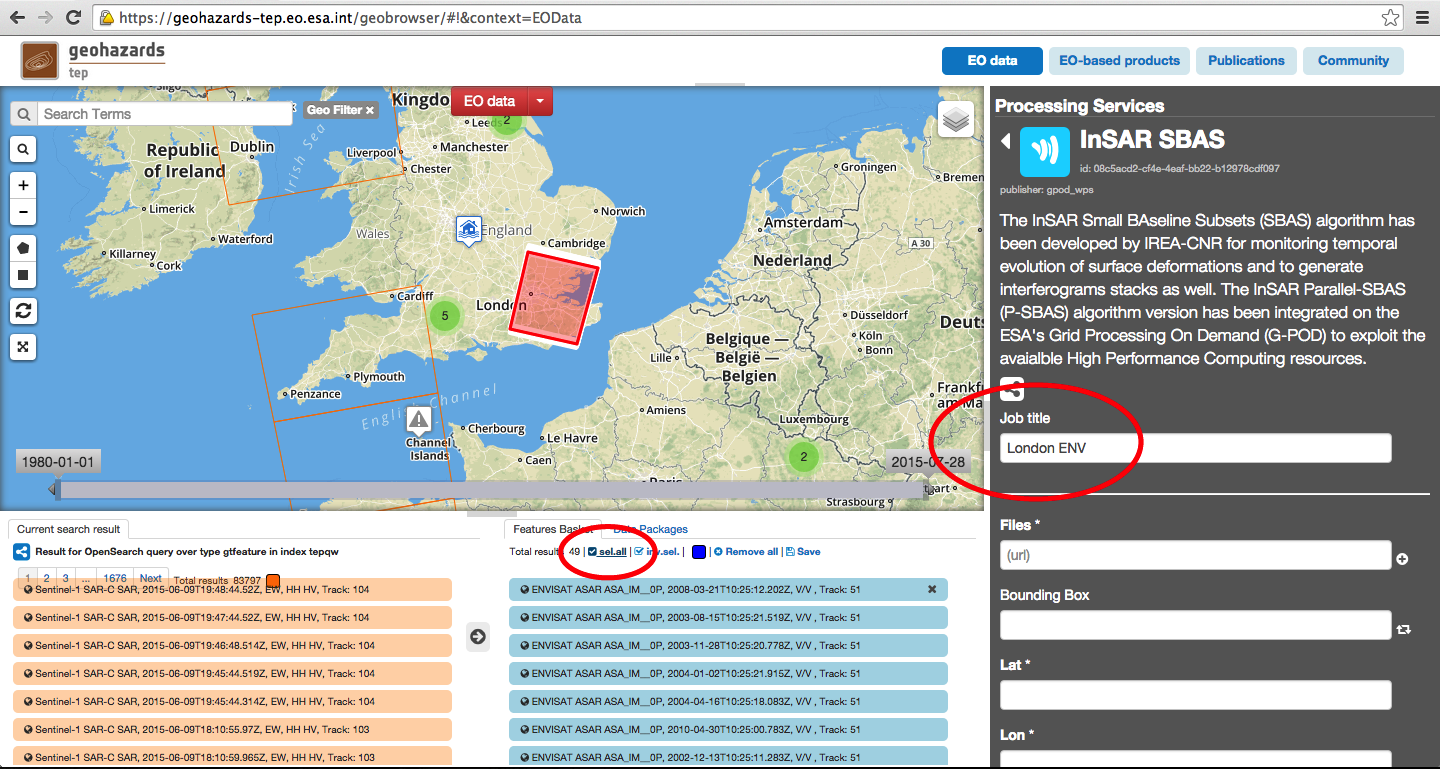 https://geohazards-tep.eo.esa.int/geobrowser/#!&context=EOData
geohazards
tep
EO data
EO-based products
Publications
Community
Search Terms
Geo Filter ×
EO data
Kingdo
Leeds
2
Sligo
Irish Sea
Republic
of Ireland
Dublin
Liverpool
Manchester
Chester
Limerick
Waterford
Killarney
Cork
Wales
England
Norwich
Cambridge
Cardiff
London
5
Plymouth
Penzance
English Channel
Channel
Islands
Cherbourg
Le Havre
Caen
Amiens
Lille
Paris
Groningen
Bremen
Amsterdam
Nederland
A 30
Düsseldorf
Köln
Bonn
Deuts
Belgique —
België —
Belgien
Frankf
am Ma
Luxembourg
2
Strasbourg
1980-01-01
2015-07-28
Current search result
Result for OpenSearch query over type gtfeature in index tepqw
1 2 3 ... 1676 Next Total results 83797
Sentinel-1 SAR-C SAR, 2015-06-09T19:48:44.52Z, EW, HH HV, Track: 104
Sentinel-1 SAR-C SAR, 2015-06-09T19:47:44.52Z, EW, HH HV, Track: 104
Sentinel-1 SAR-C SAR, 2015-06-09T19:46:48.514Z, EW, HH HV, Track: 104
Sentinel-1 SAR-C SAR, 2015-06-09T19:45:44.519Z, EW, HH HV, Track: 104
Sentinel-1 SAR-C SAR, 2015-06-09T19:45:44.314Z, EW, HH HV, Track: 104
Sentinel-1 SAR-C SAR, 2015-06-09T18:10:55.97Z, EW, HH HV, Track: 103
Sentinel-1 SAR-C SAR, 2015-06-09T18:10:59.965Z, EW, HH HV, Track: 103
Features Basket Data Packages
Total results 49 | sel.all | inv.sel. | Remove all | Save
ENVISAT ASAR ASA_IM__0P, 2008-03-21T10:25:12.202Z, V/V , Track: 51
ENVISAT ASAR ASA_IM__0P, 2003-08-15T10:25:21.519Z, V/V , Track: 51
ENVISAT ASAR ASA_IM__0P, 2003-11-28T10:25:20.778Z, V/V , Track: 51
ENVISAT ASAR ASA_IM__0P, 2004-01-02T10:25:21.915Z, V/V , Track: 51
ENVISAT ASAR ASA_IM__0P, 2004-04-16T10:25:18.083Z, V/V , Track: 51
ENVISAT ASAR ASA_IM__0P, 2010-04-30T10:25:00.783Z, V/V , Track: 51
ENVISAT ASAR ASA_IM__0P, 2002-12-13T10:25:11.283Z, V/V , Track: 51
Processing Services
InSAR SBAS
id: 08c5acd2-cf4e-4eaf-bb22-b12978cdf097
publisher: gpod_wps
The InSAR Small BAseline Subsets (SBAS) algorithm has
been developed by IREA-CNR for monitoring temporal
evolution of surface deformations and to generate
interferograms stacks as well. The InSAR Parallel-SBAS
(P-SBAS) algorithm version has been integrated on the
ESA's Grid Processing On Demand (G-POD) to exploit the
avaialble High Performance Computing resources.
Job title
London ENV
Files *
(url)
Bounding Box
Lat *
Lon *